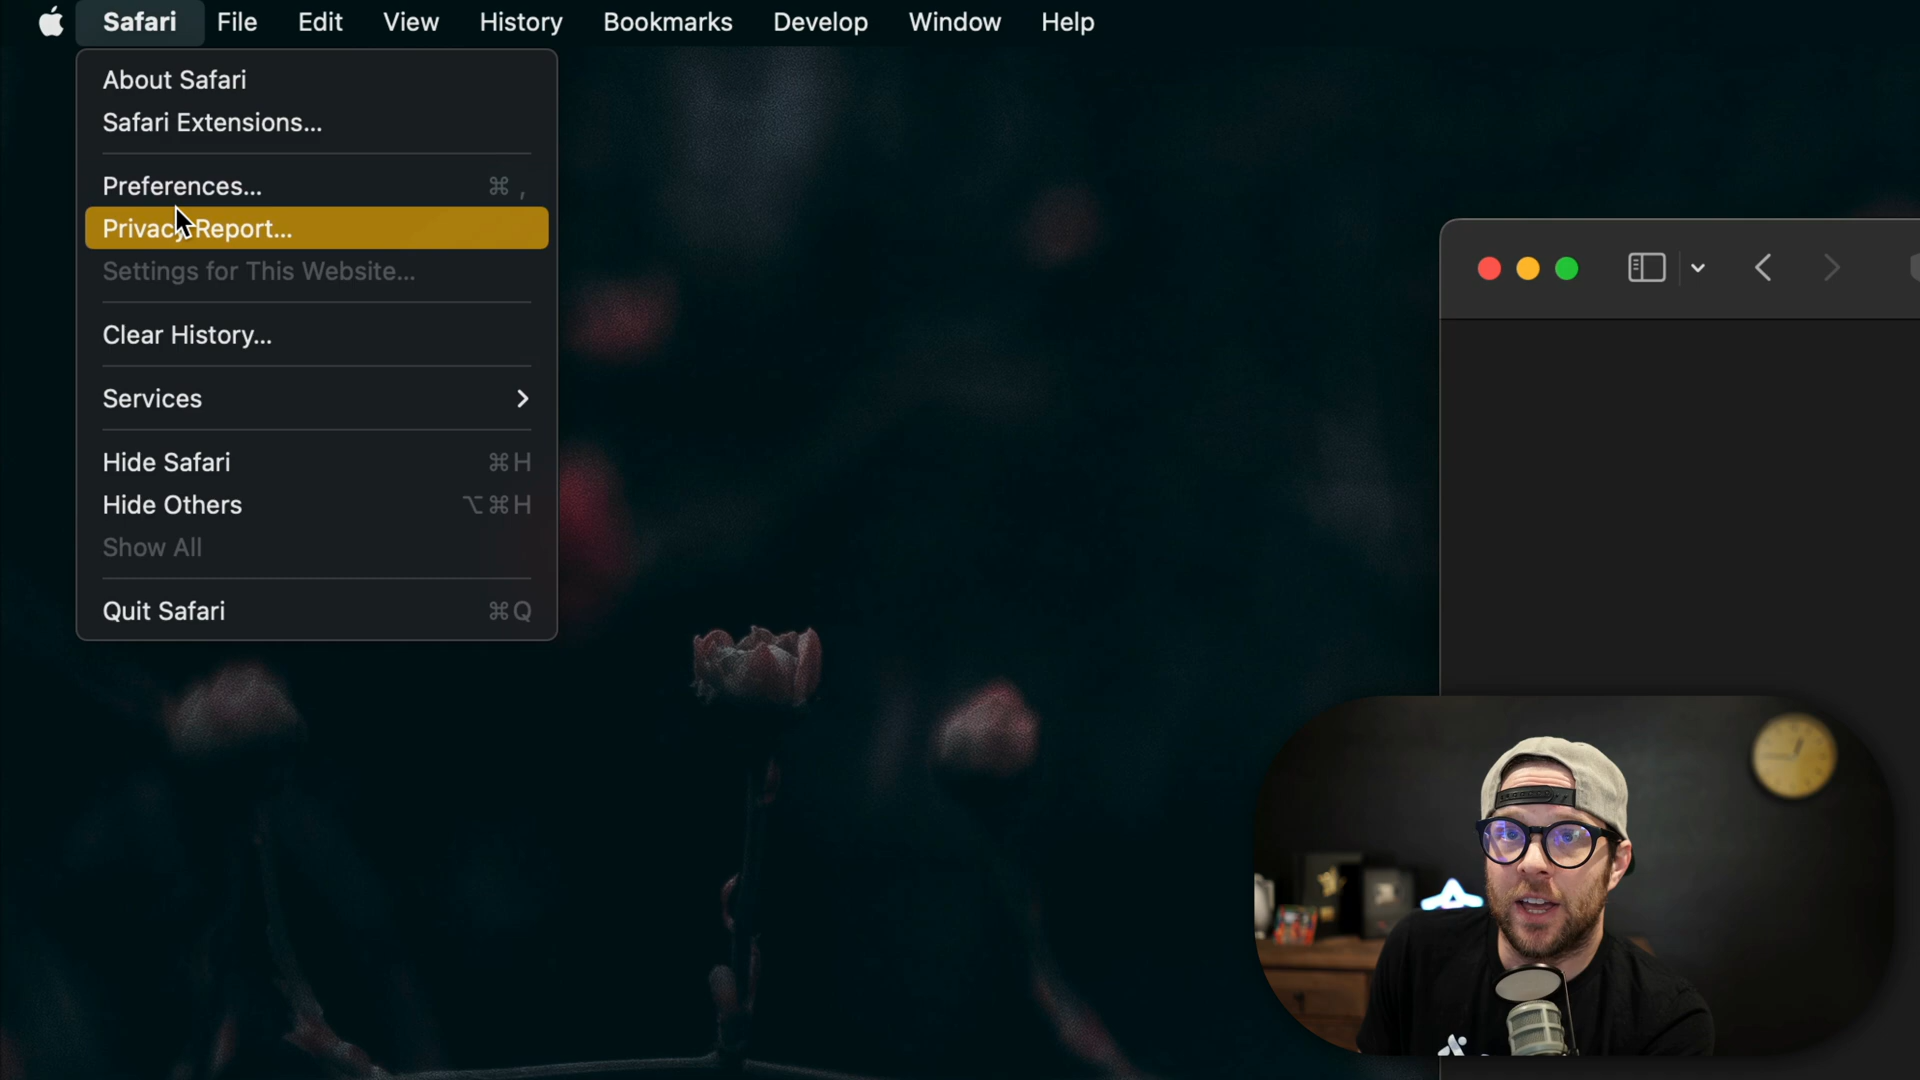 Safari File Edit View History Bookmarks Develop Window Help
About Safari
Safari Extensions...
Preferences... ⌘ ,
Privacy Report...
Settings for This Website...
Clear History...
Services
Hide Safari ⌘H
Hide Others ⌥⌘H
Show All
Quit Safari ⌘Q